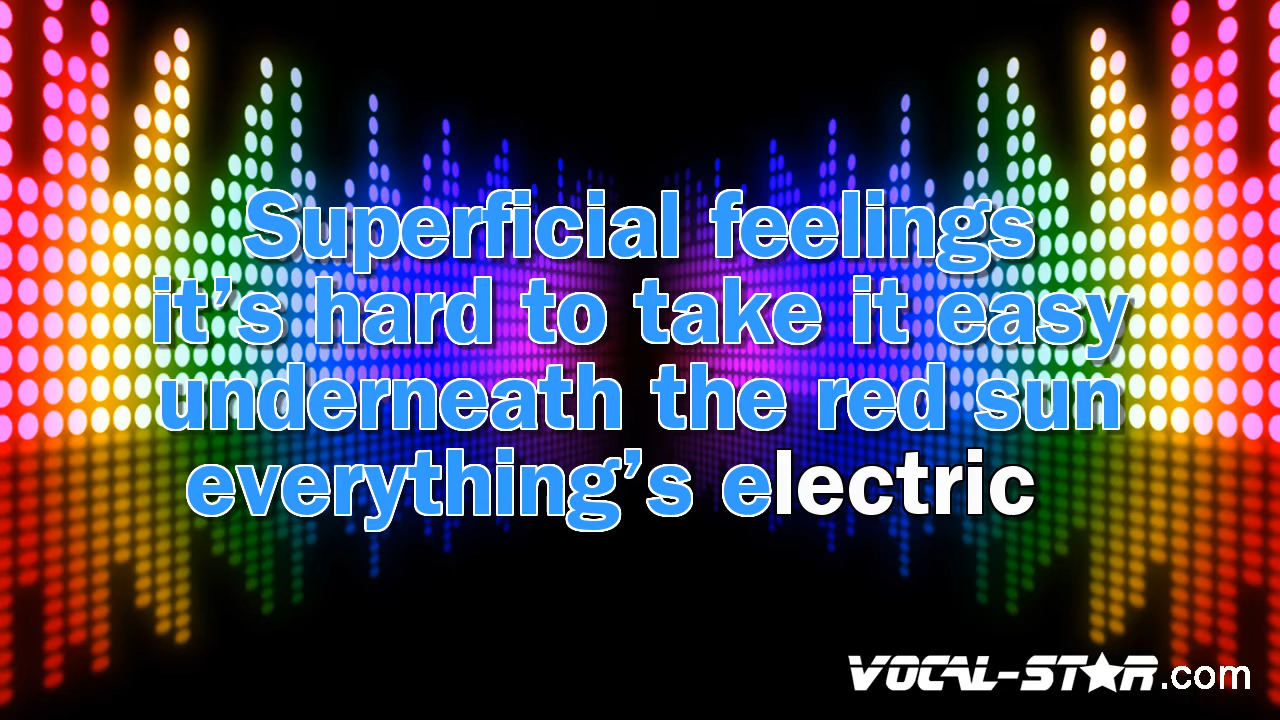 Superficial feelings
it’s hard to take it easy
underneath the red sun
everything’s electric
VOCAL-STAR.com